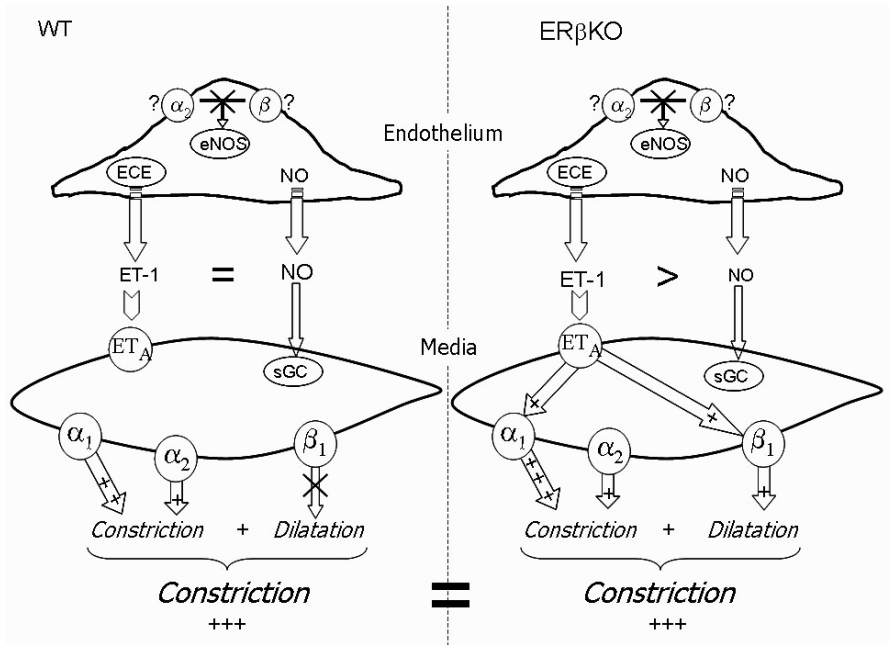 WT
ERβKO
? α2 β ?
? α2 β ?
eNOS
eNOS
Endothelium
ECE NO
ECE NO
ET-1 = NO
ET-1 > NO
Media
ETA
ETA
sGC
sGC
α1 α2 β1
α1 α2 β1
+ + +
+ +
+ + + + +
+
Constriction + Dilatation
Constriction + Dilatation
Constriction = Constriction
+++
+++